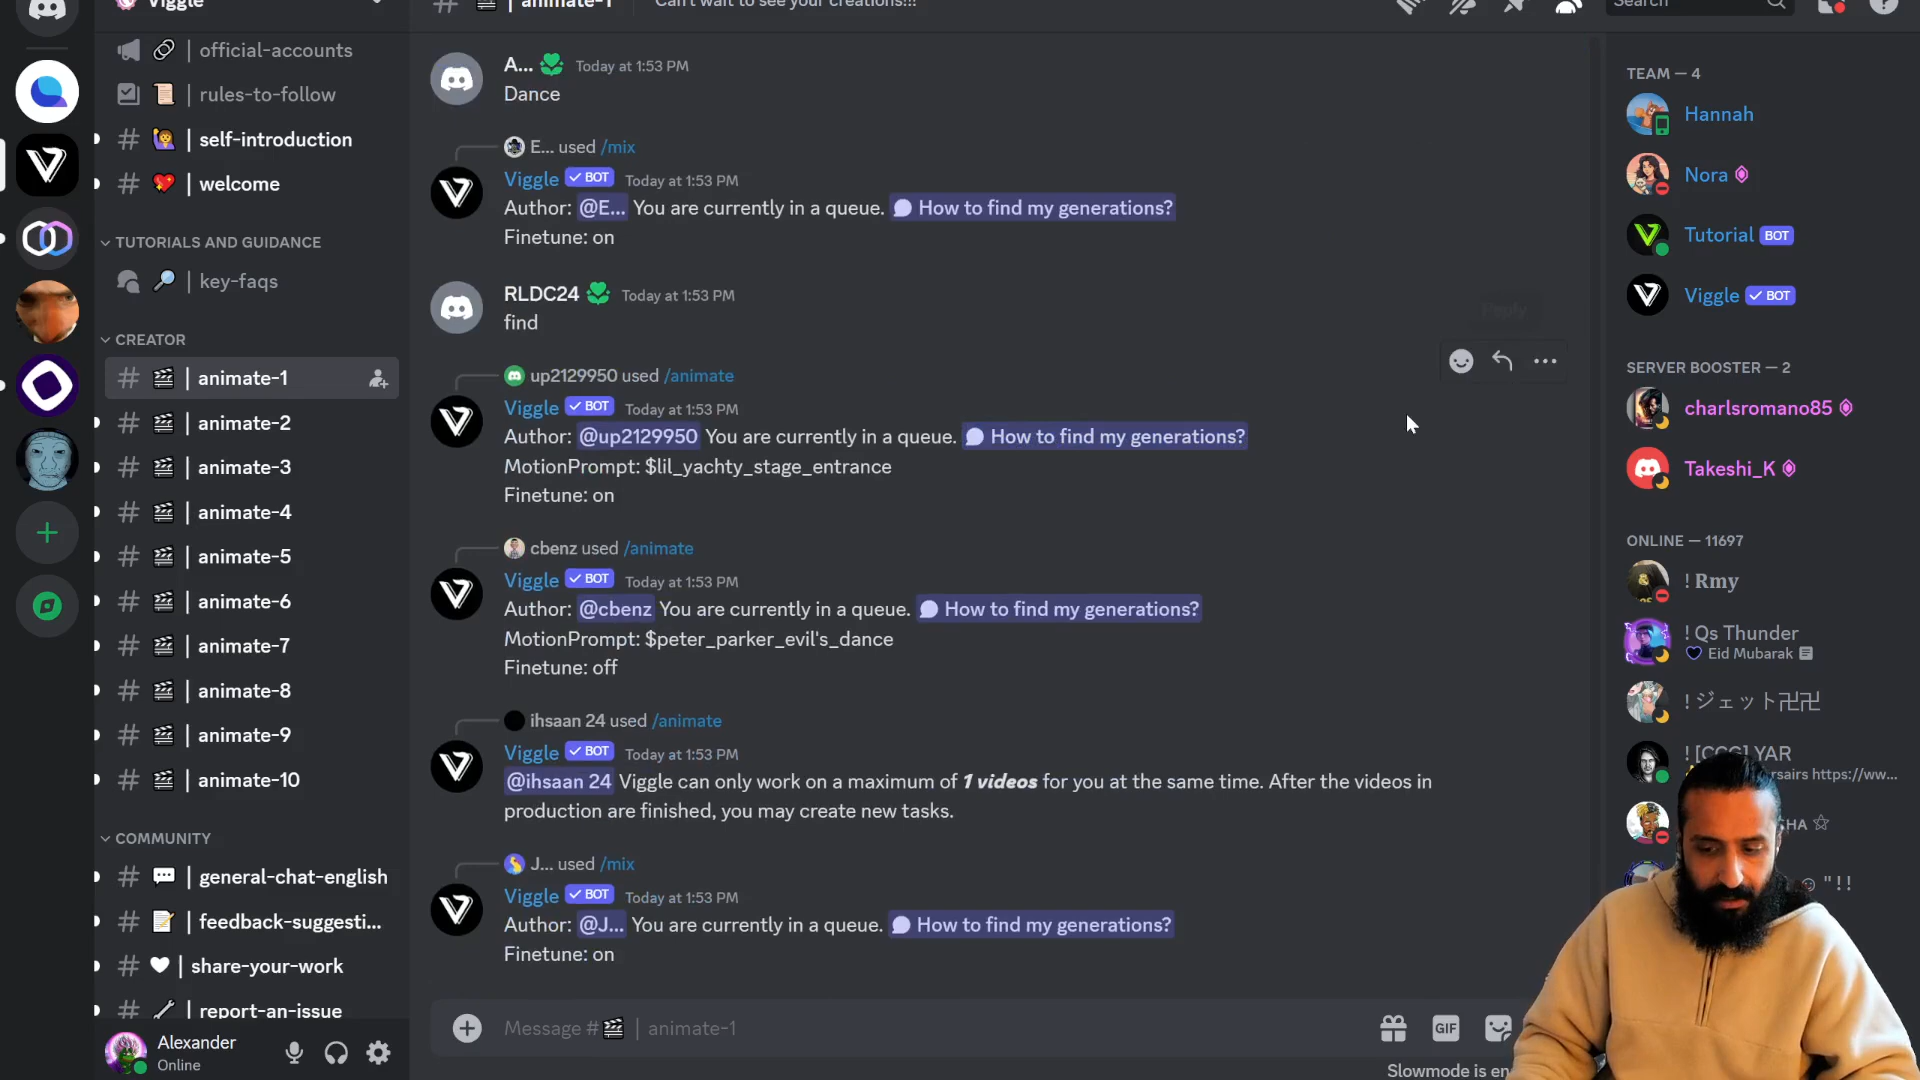 Viggle
| official-accounts
| rules-to-follow
# | self-introduction
# | welcome
TUTORIALS AND GUIDANCE
| key-faqs
CREATOR
# | animate-1
# | animate-2
# | animate-3
# | animate-4
# | animate-5
# | animate-6
# | animate-7
# | animate-8
# | animate-9
# | animate-10
COMMUNITY
# | general-chat-english
# | feedback-suggesti...
# | share-your-work
# | report-an-issue
Alexander
Online
# | animate-1 Can't wait to see your creations!!!
Search
A... Today at 1:53 PM
Dance
E... used /mix
Viggle BOT Today at 1:53 PM
Author: @E... You are currently in a queue. How to find my generations?
Finetune: on
RLDC24 Today at 1:53 PM
find
Reply
up2129950 used /animate
Viggle BOT Today at 1:53 PM
Author: @up2129950 You are currently in a queue. How to find my generations?
MotionPrompt: $lil_yachty_stage_entrance
Finetune: on
cbenz used /animate
Viggle BOT Today at 1:53 PM
Author: @cbenz You are currently in a queue. How to find my generations?
MotionPrompt: $peter_parker_evil's_dance
Finetune: off
ihsaan 24 used /animate
Viggle BOT Today at 1:53 PM
@ihsaan 24 Viggle can only work on a maximum of 1 videos for you at the same time. After the videos in
production are finished, you may create new tasks.
J... used /mix
Viggle BOT Today at 1:53 PM
Author: @J... You are currently in a queue. How to find my generations?
Finetune: on
Message # | animate-1
GIF
Slowmode is en
TEAM — 4
Hannah
Nora
Tutorial BOT
Viggle BOT
SERVER BOOSTER — 2
charlsromano85
Takeshi_K
ONLINE — 11697
! Rmy
! Qs Thunder
Eid Mubarak
! ジェット卍卍
! [CCG] YAR
rsairs https://ww...
HA ☆
"!!